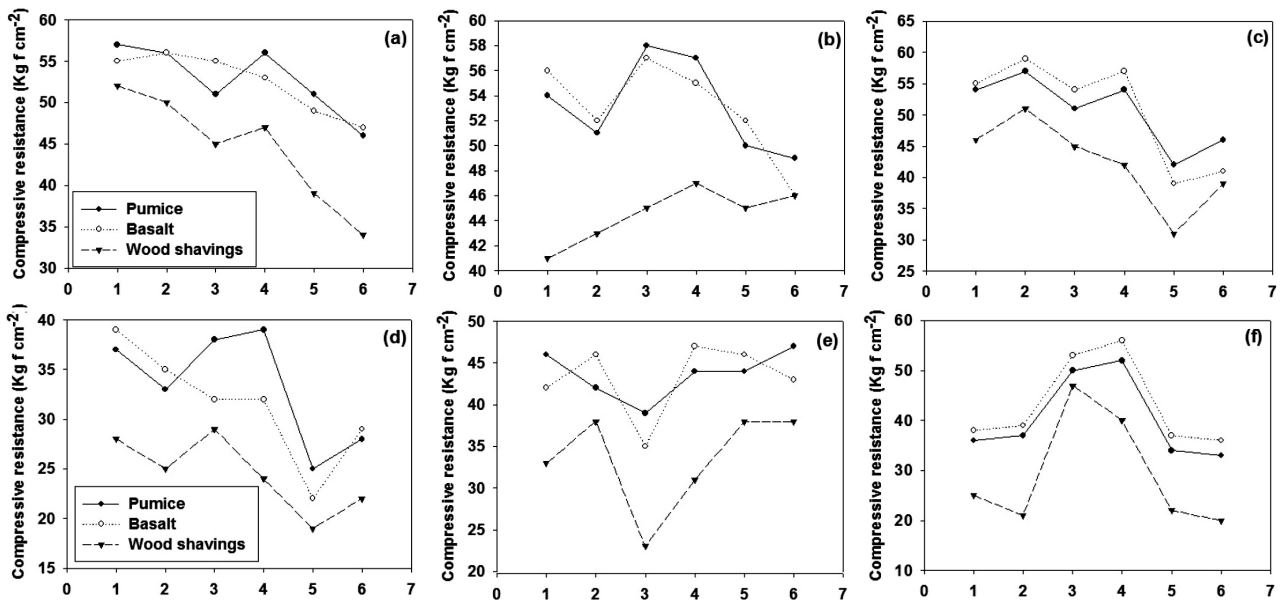 Compressive resistance (Kg f cm-2)
60
55
50
45
40
35
30
(a)
Pumice
Basalt
Wood shavings
0 1 2 3 4 5 6 7
Compressive resistance (Kg f cm-2)
60
58
56
54
52
50
48
46
44
42
40
(b)
0 1 2 3 4 5 6 7
Compressive resistance (Kg f cm-2)
65
60
55
50
45
40
35
30
25
(c)
0 1 2 3 4 5 6 7
Compressive resistance (Kg f cm-2)
40
35
30
25
20
15
(d)
Pumice
Basalt
Wood shavings
0 1 2 3 4 5 6 7
Compressive resistance (Kg f cm-2)
50
45
40
35
30
25
20
(e)
0 1 2 3 4 5 6 7
Compressive resistance (Kg f cm-2)
60
50
40
30
20
10
(f)
0 1 2 3 4 5 6 7